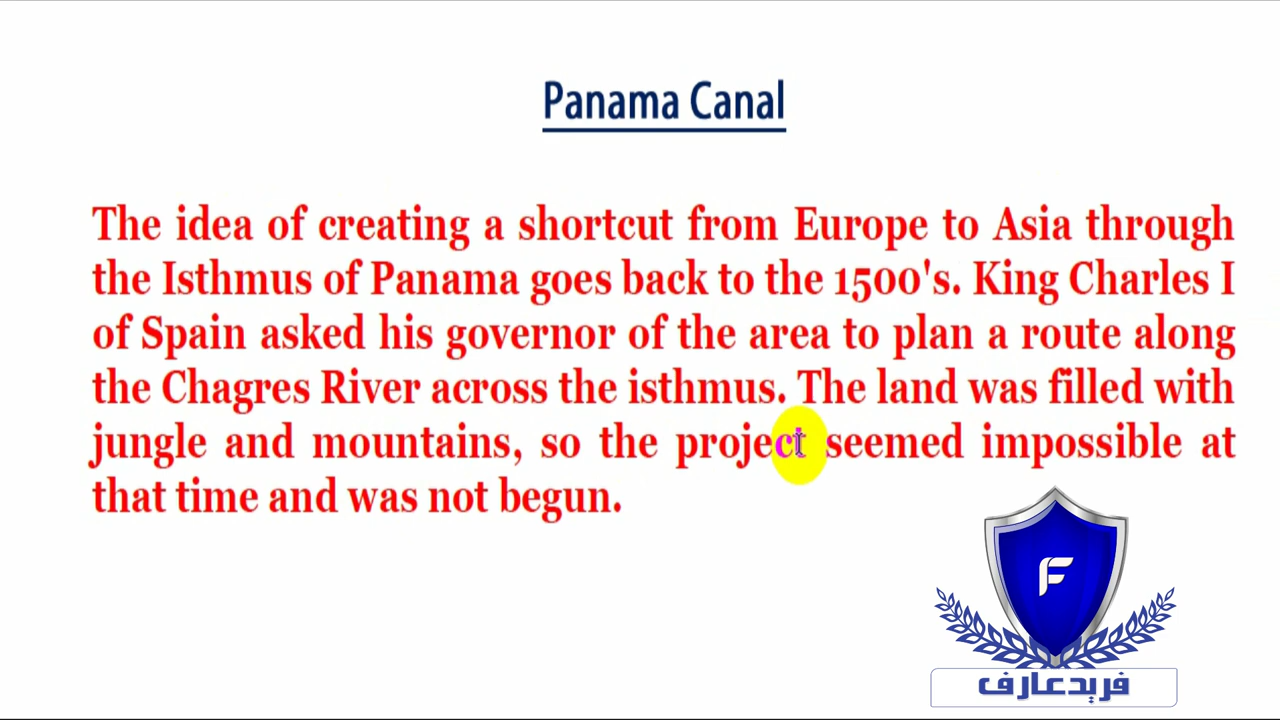 Panama Canal
The idea of creating a shortcut from Europe to Asia through
the Isthmus of Panama goes back to the 1500's. King Charles I
of Spain asked his governor of the area to plan a route along
the Chagres River across the isthmus. The land was filled with
jungle and mountains, so the project seemed impossible at
that time and was not begun.
F
فریدعارف